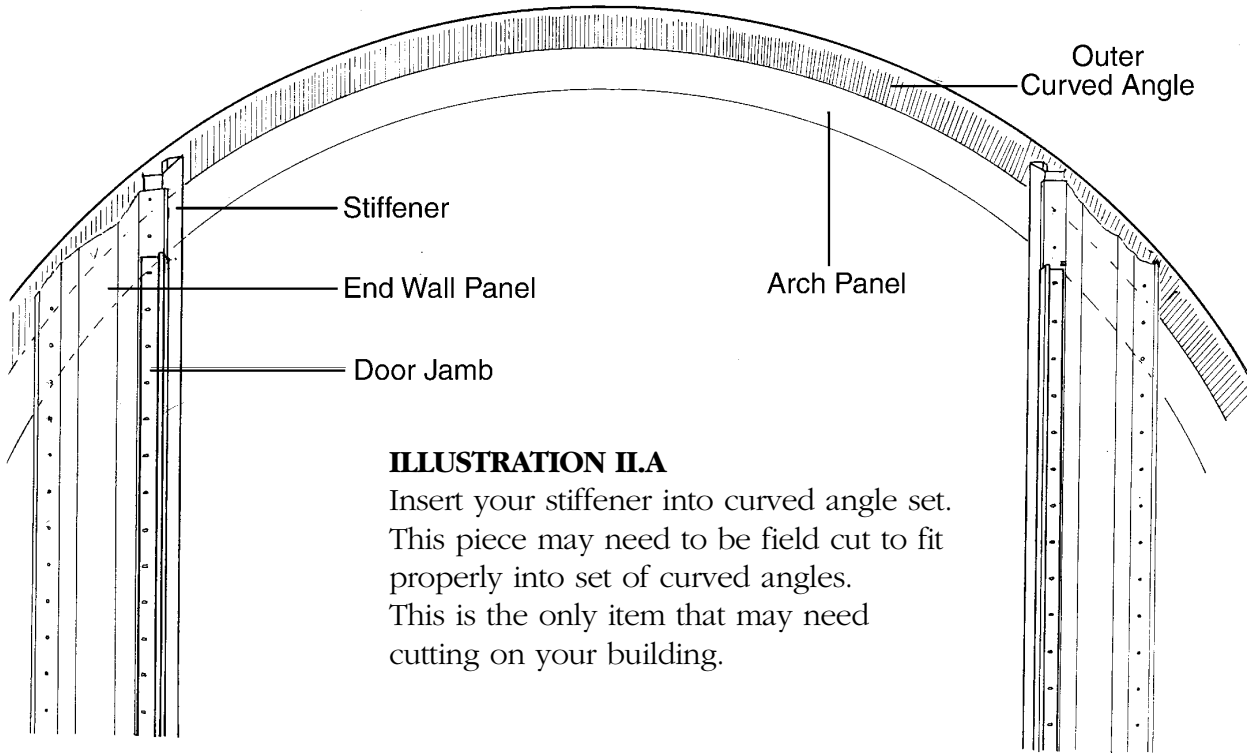 Outer
Curved Angle
Stiffener
End Wall Panel
Arch Panel
Door Jamb
ILLUSTRATION II.A
Insert your stiffener into curved angle set.
This piece may need to be field cut to fit
properly into set of curved angles.
This is the only item that may need
cutting on your building.